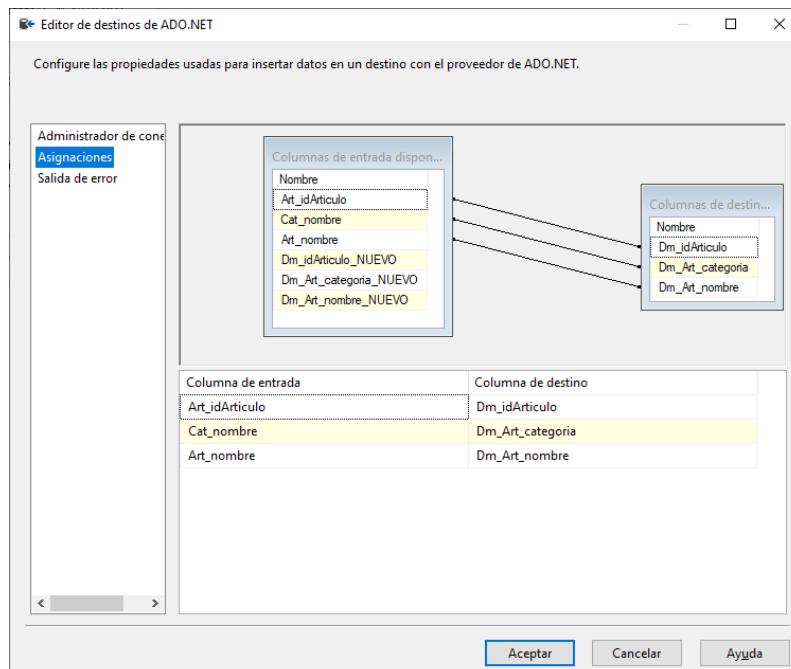 Editor de destinos de ADO.NET
Configure las propiedades usadas para insertar datos en un destino con el proveedor de ADO.NET.
Administrador de cone
Asignaciones
Salida de error
Columnas de entrada dispon...
Nombre
Art_idArticulo
Cat_nombre
Art_nombre
Dm_idArticulo_NUEVO
Dm_Art_categoria_NUEVO
Dm_Art_nombre_NUEVO
Columnas de destin...
Nombre
Dm_idArticulo
Dm_Art_categoria
Dm_Art_nombre
Columna de entrada Columna de destino
Art_idArticulo Dm_idArticulo
Cat_nombre Dm_Art_categoria
Art_nombre Dm_Art_nombre
Aceptar Cancelar Ayuda